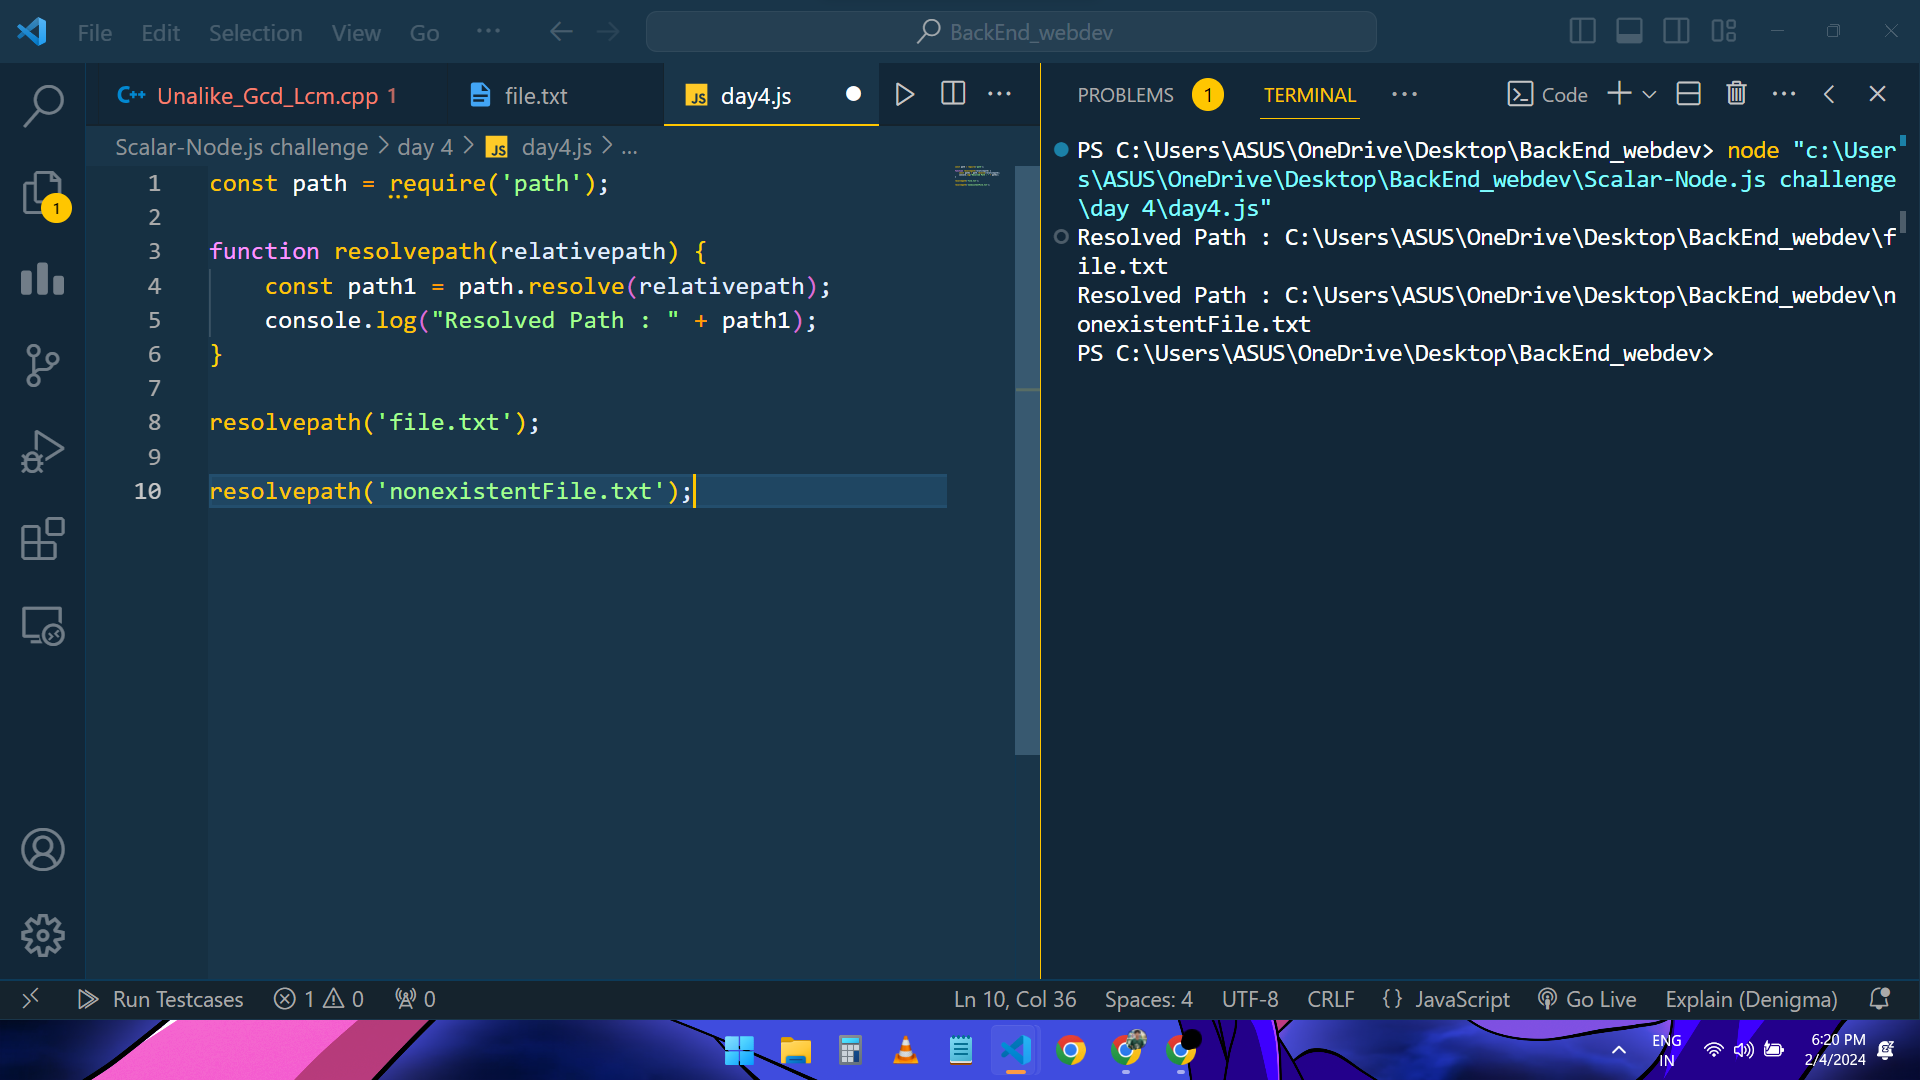 File Edit Selection View Go ... BackEnd_webdev
C++ Unalike_Gcd_Lcm.cpp 1 file.txt JS day4.js
Scalar-Node.js challenge > day 4 > JS day4.js > ...
1 const path = require('path');
2
3 function resolvepath(relativepath) {
4 const path1 = path.resolve(relativepath);
5 console.log("Resolved Path : " + path1);
6 }
7
8 resolvepath('file.txt');
9
10 resolvepath('nonexistentFile.txt');
PROBLEMS 1 TERMINAL ... Code
PS C:\Users\ASUS\OneDrive\Desktop\BackEnd_webdev> node "c:\User
s\ASUS\OneDrive\Desktop\BackEnd_webdev\Scalar-Node.js challenge
\day 4\day4.js"
Resolved Path : C:\Users\ASUS\OneDrive\Desktop\BackEnd_webdev\f
ile.txt
Resolved Path : C:\Users\ASUS\OneDrive\Desktop\BackEnd_webdev\n
onexistentFile.txt
PS C:\Users\ASUS\OneDrive\Desktop\BackEnd_webdev>
1
Run Testcases 1 0 0 Ln 10, Col 36 Spaces: 4 UTF-8 CRLF {} JavaScript Go Live Explain (Denigma)
ENG 6:20 PM
IN 2/4/2024